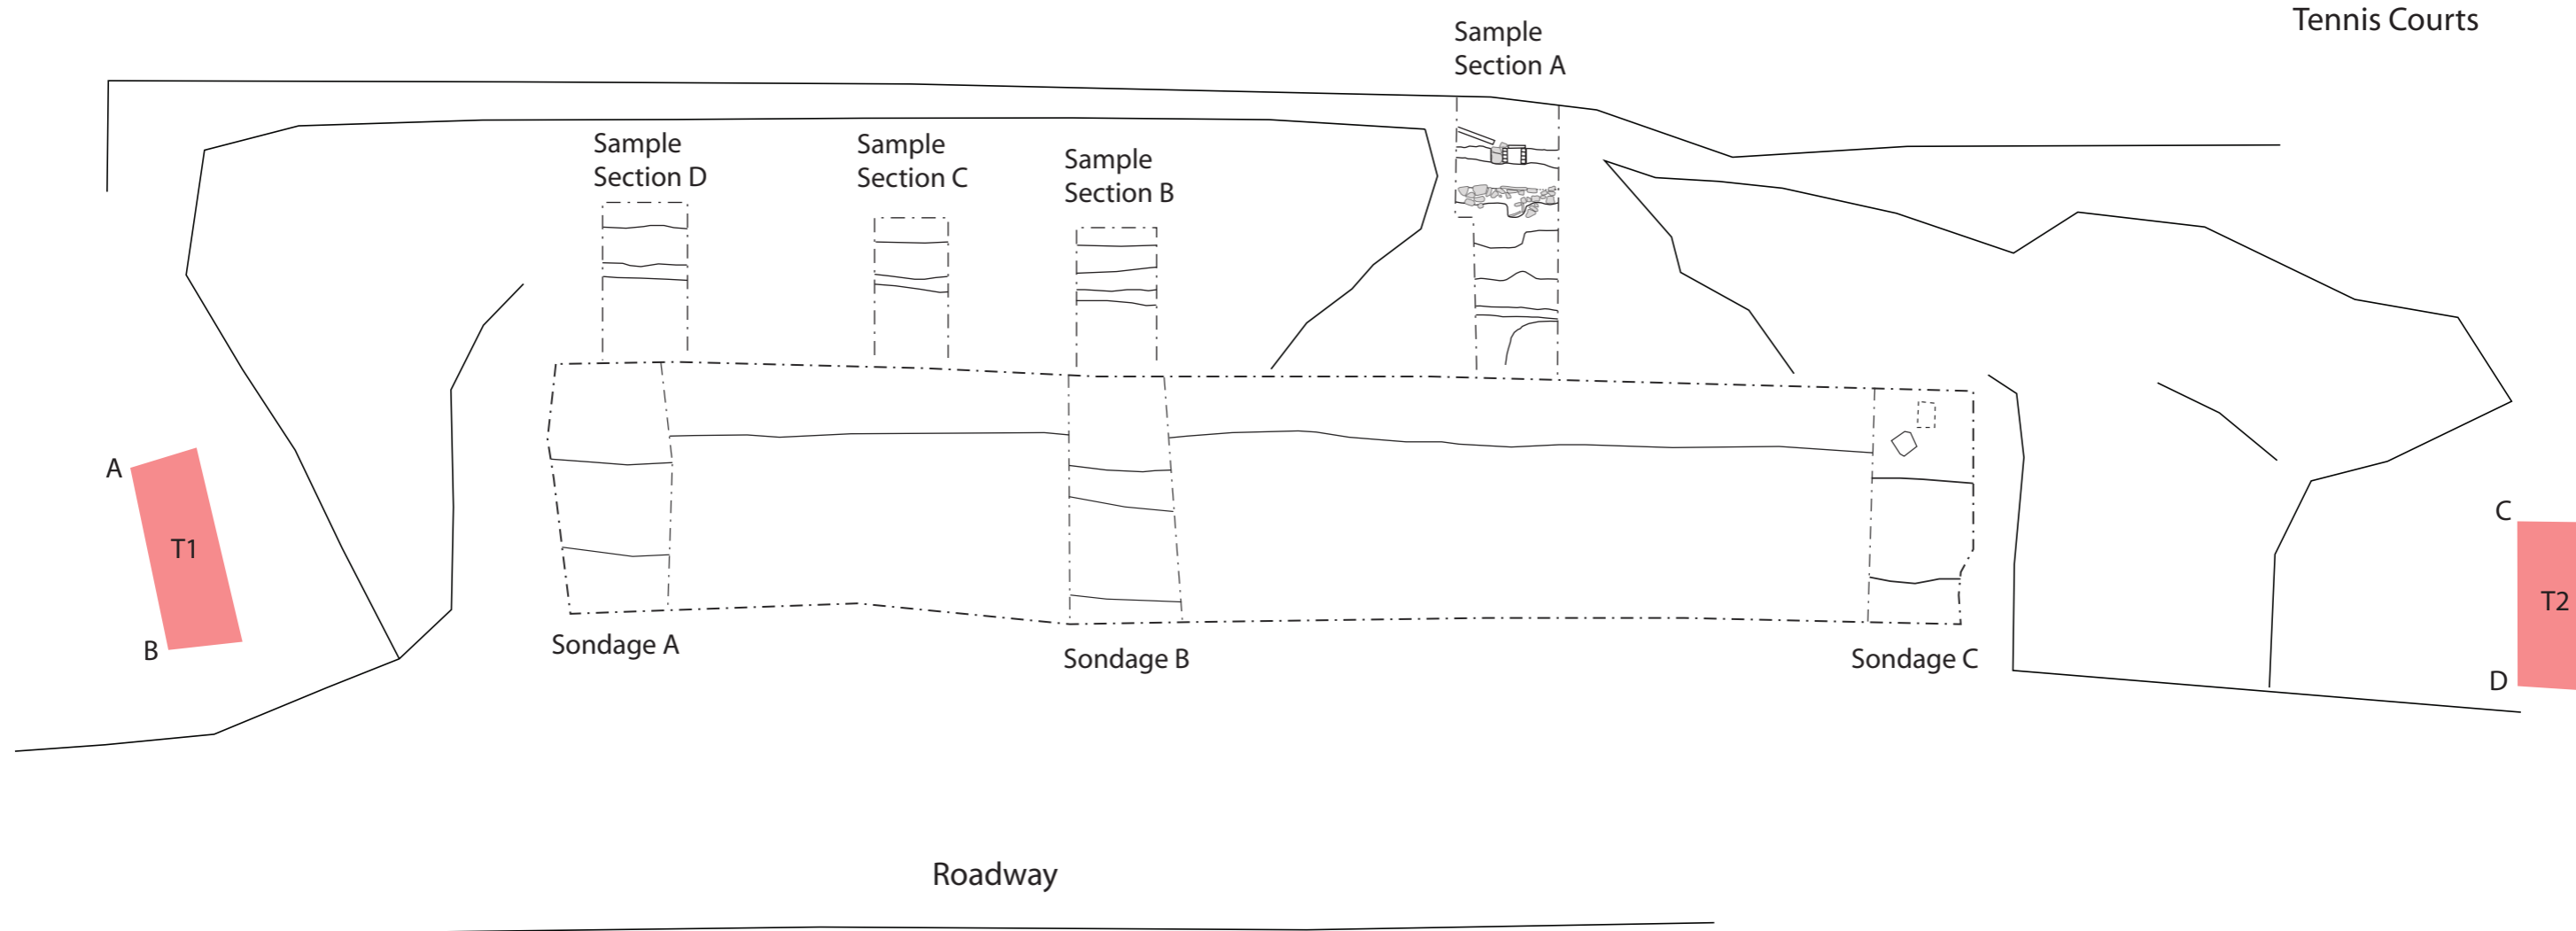 Tennis Courts
Sample
Section A
Sample
Section D
Sample
Section C
Sample
Section B
A
T1
B
C
T2
D
Sondage A
Sondage B
Sondage C
Roadway